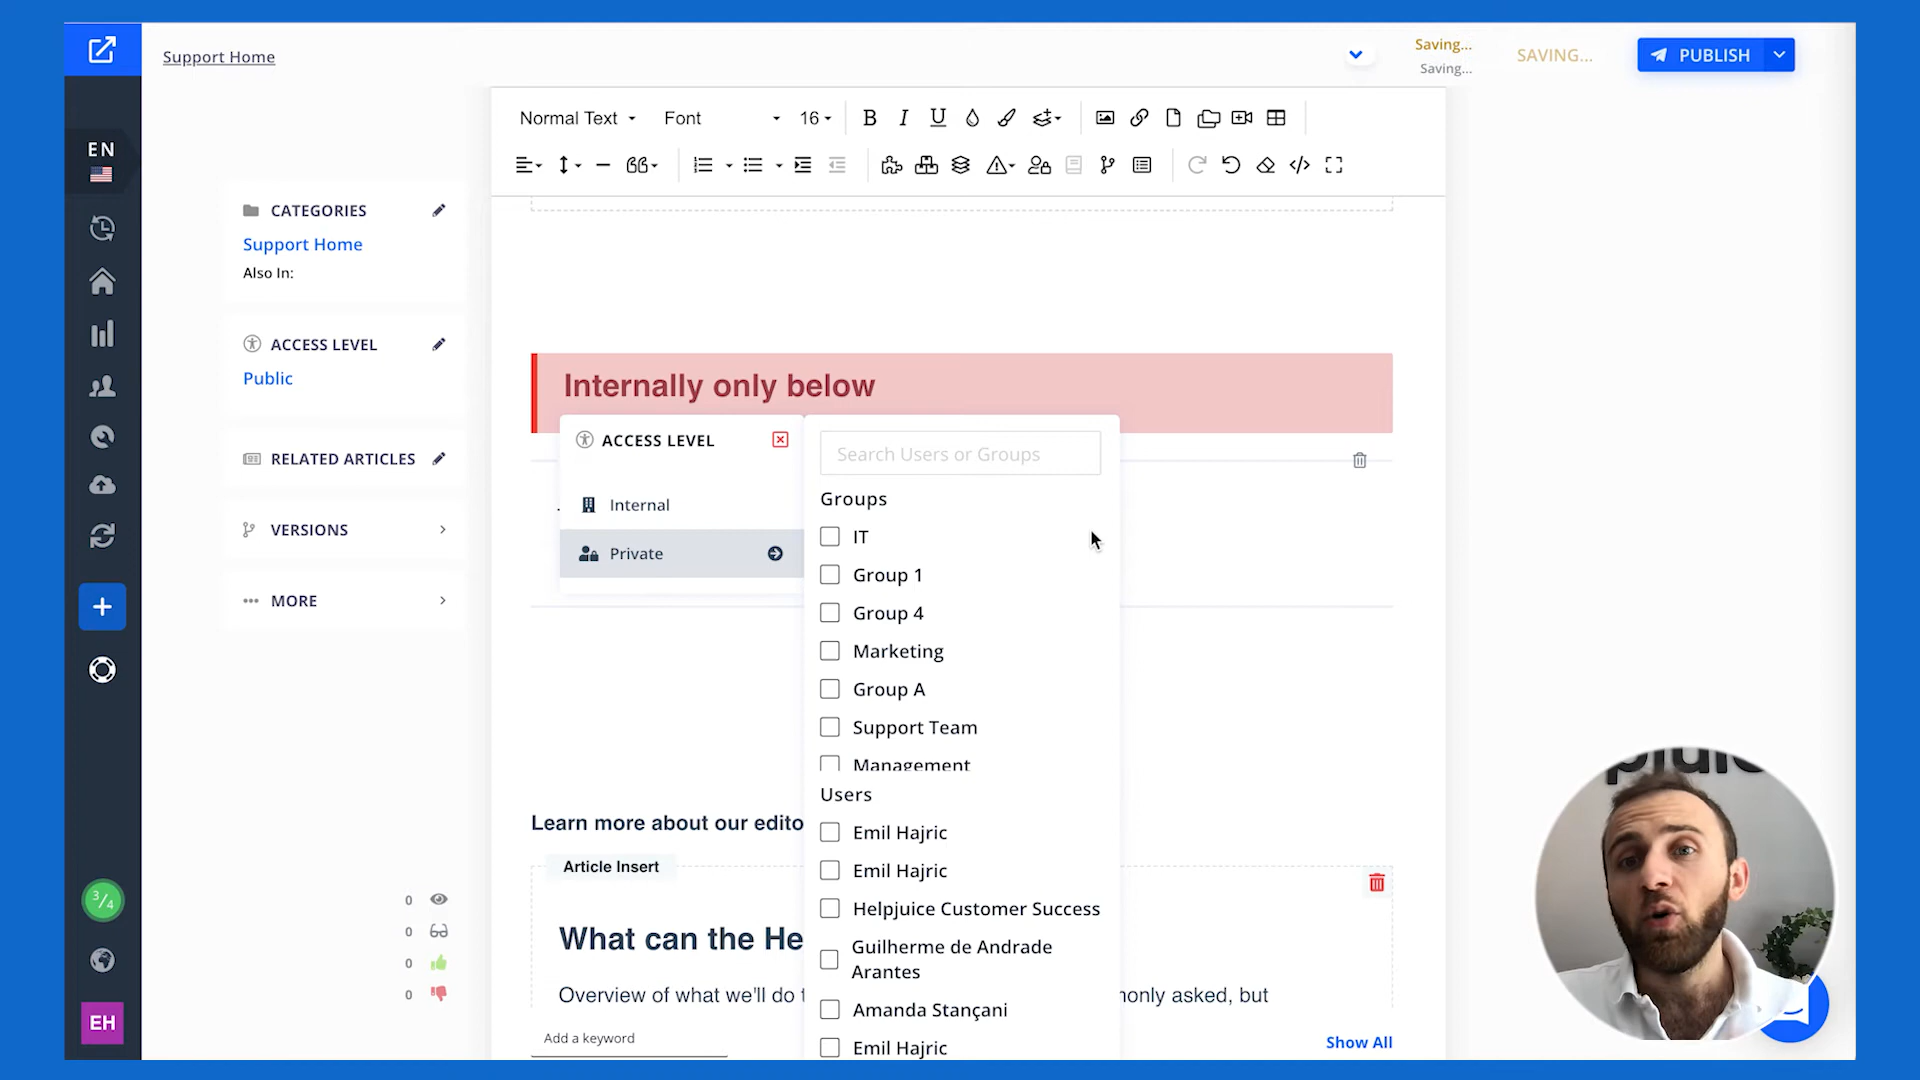 Support Home
Saving...
Saving...
SAVING...
PUBLISH
EN
Normal Text
Font
16
CATEGORIES
Support Home
Also In:
ACCESS LEVEL
Public
RELATED ARTICLES
VERSIONS
MORE
Internally only below
ACCESS LEVEL
Internal
Private
Search Users or Groups
Groups
IT
Group 1
Group 4
Marketing
Group A
Support Team
Management
Users
Emil Hajric
Emil Hajric
Helpjuice Customer Success
Guilherme de Andrade
Arantes
Amanda Stançani
Emil Hajric
Learn more about our edito
Article Insert
What can the He
Overview of what we'll do t
monly asked, but
Add a keyword
Show All
0
0
0
0
3/4
EH